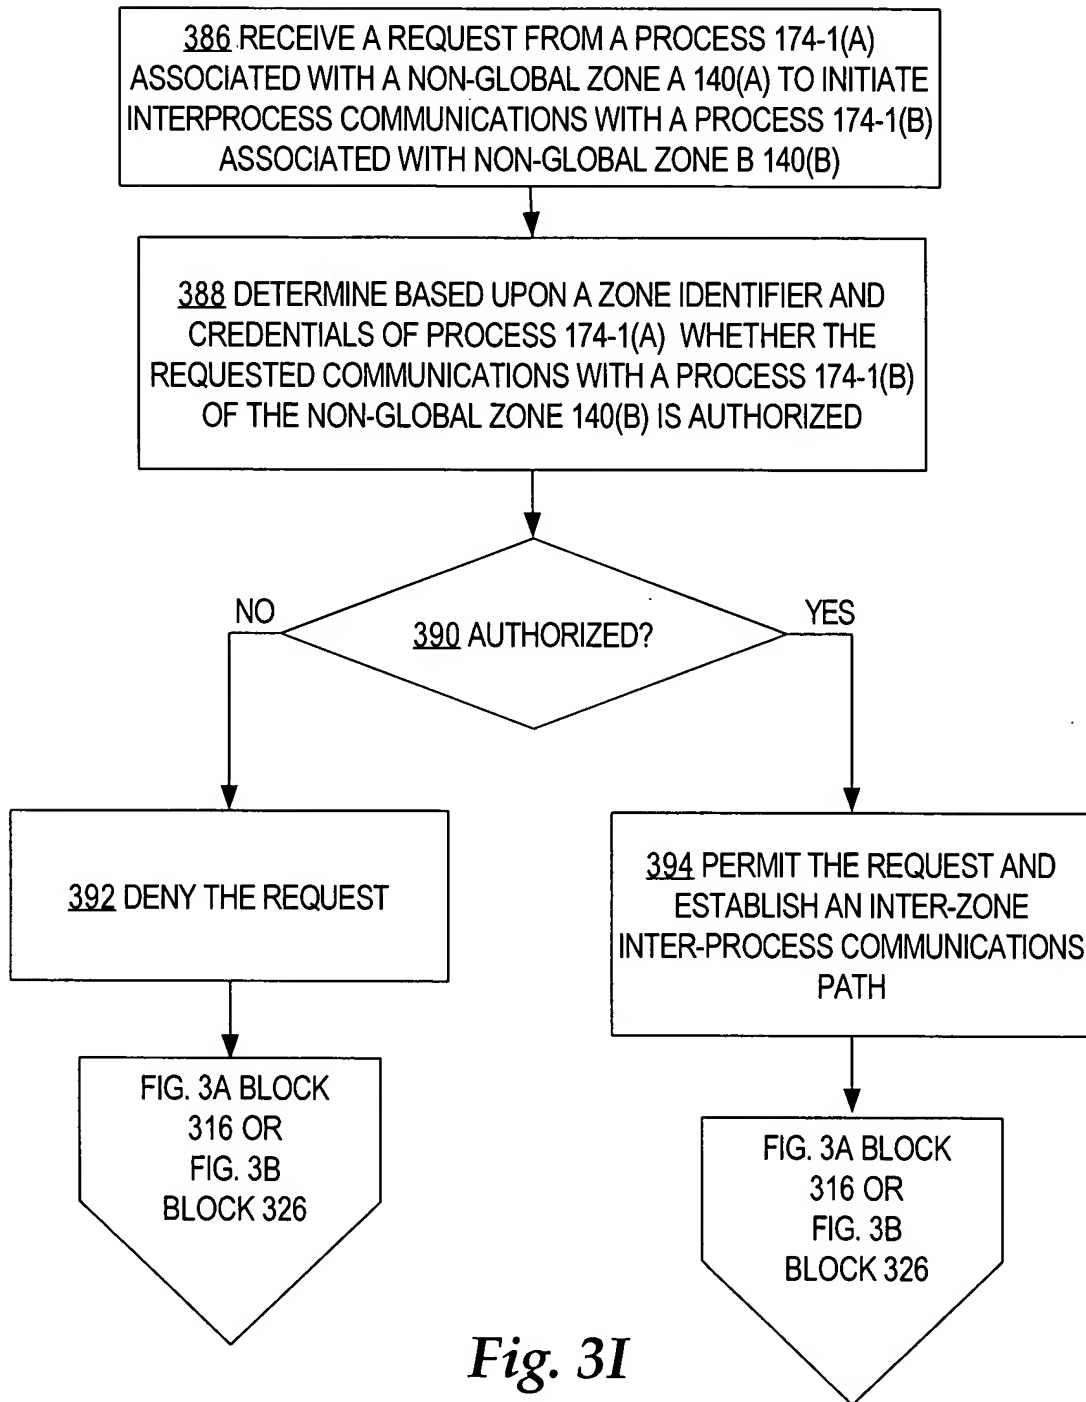 386 RECEIVE A REQUEST FROM A PROCESS 174-1(A)
ASSOCIATED WITH A NON-GLOBAL ZONE A 140(A) TO INITIATE
INTERPROCESS COMMUNICATIONS WITH A PROCESS 174-1(B)
ASSOCIATED WITH NON-GLOBAL ZONE B 140(B)
388 DETERMINE BASED UPON A ZONE IDENTIFIER AND
CREDENTIALS OF PROCESS 174-1(A) WHETHER THE
REQUESTED COMMUNICATIONS WITH A PROCESS 174-1(B)
OF THE NON-GLOBAL ZONE 140(B) IS AUTHORIZED
390 AUTHORIZED?
NO
YES
392 DENY THE REQUEST
394 PERMIT THE REQUEST AND
ESTABLISH AN INTER-ZONE
INTER-PROCESS COMMUNICATIONS
PATH
FIG. 3A BLOCK
316 OR
FIG. 3B
BLOCK 326
FIG. 3A BLOCK
316 OR
FIG. 3B
BLOCK 326
Fig. 3I